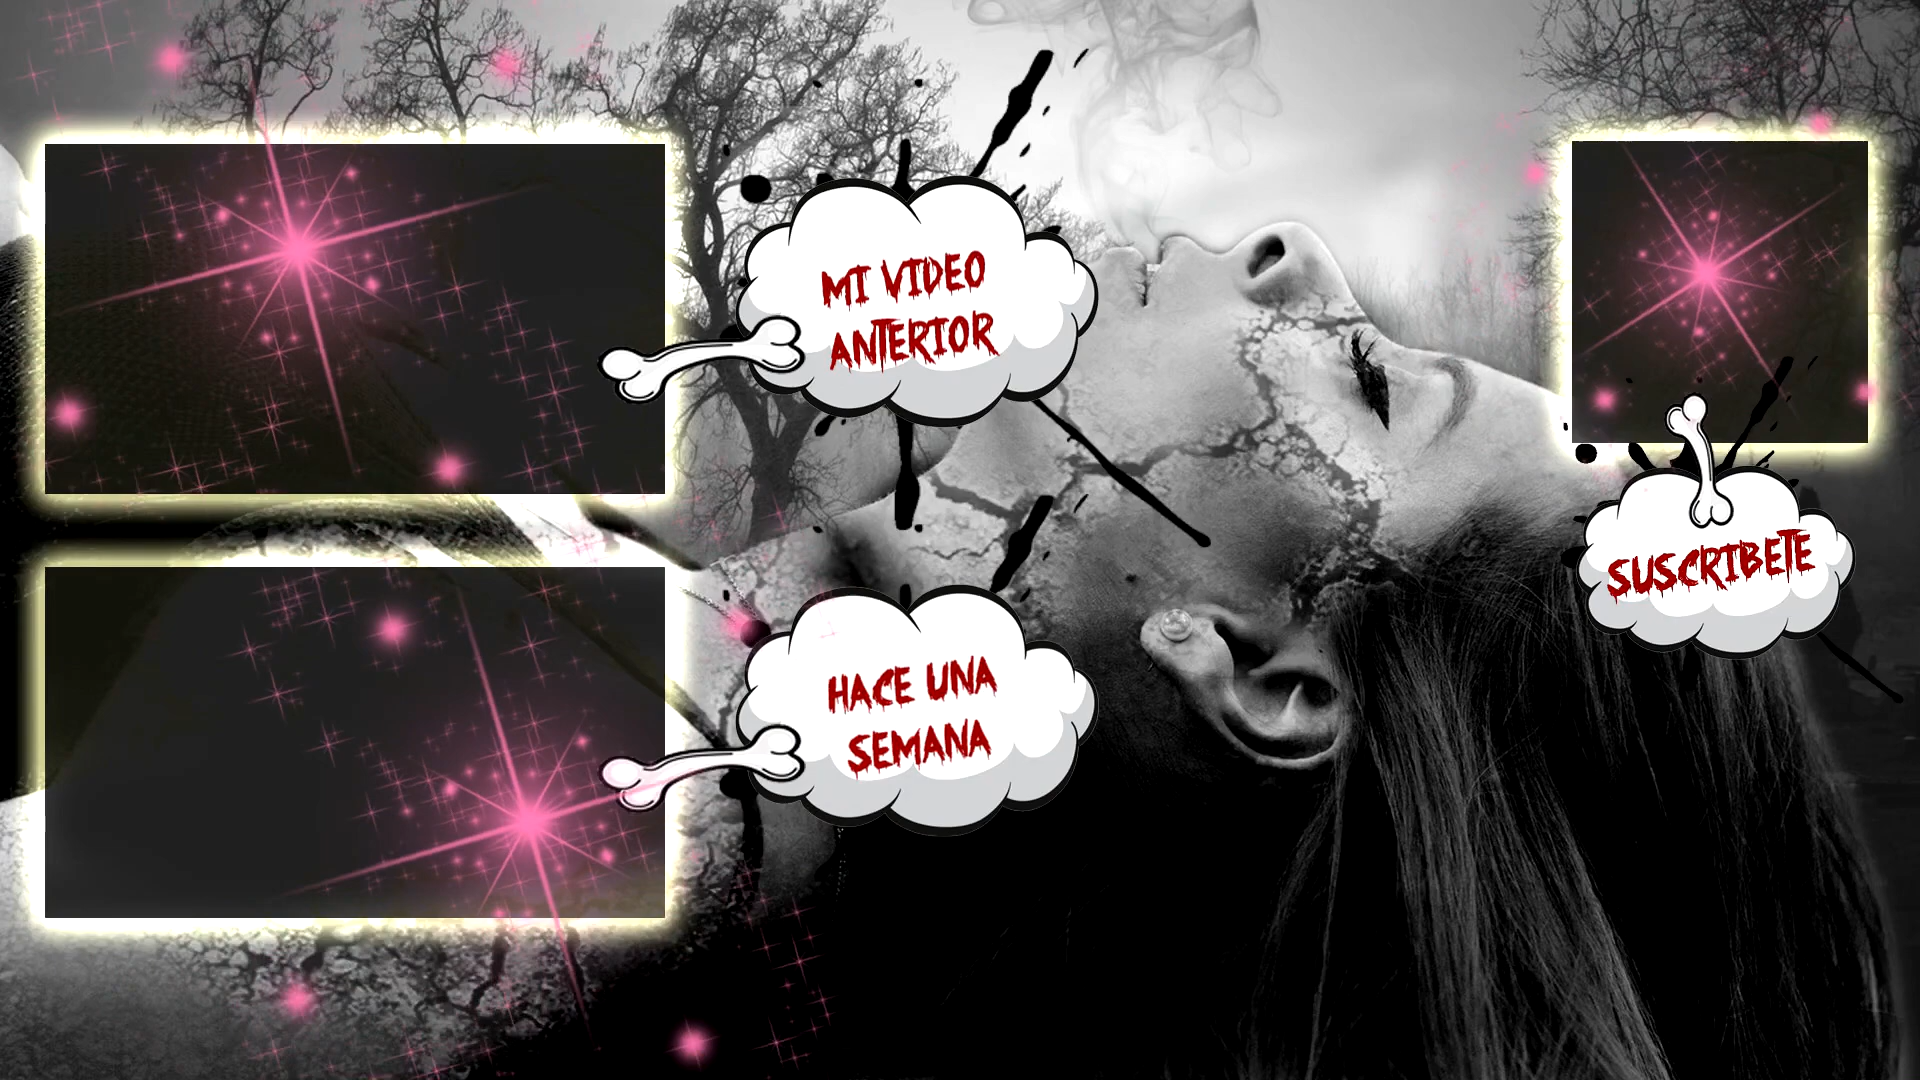 MI VIDEO
ANTERIOR
HACE UNA
SEMANA
SUSCRIBETE